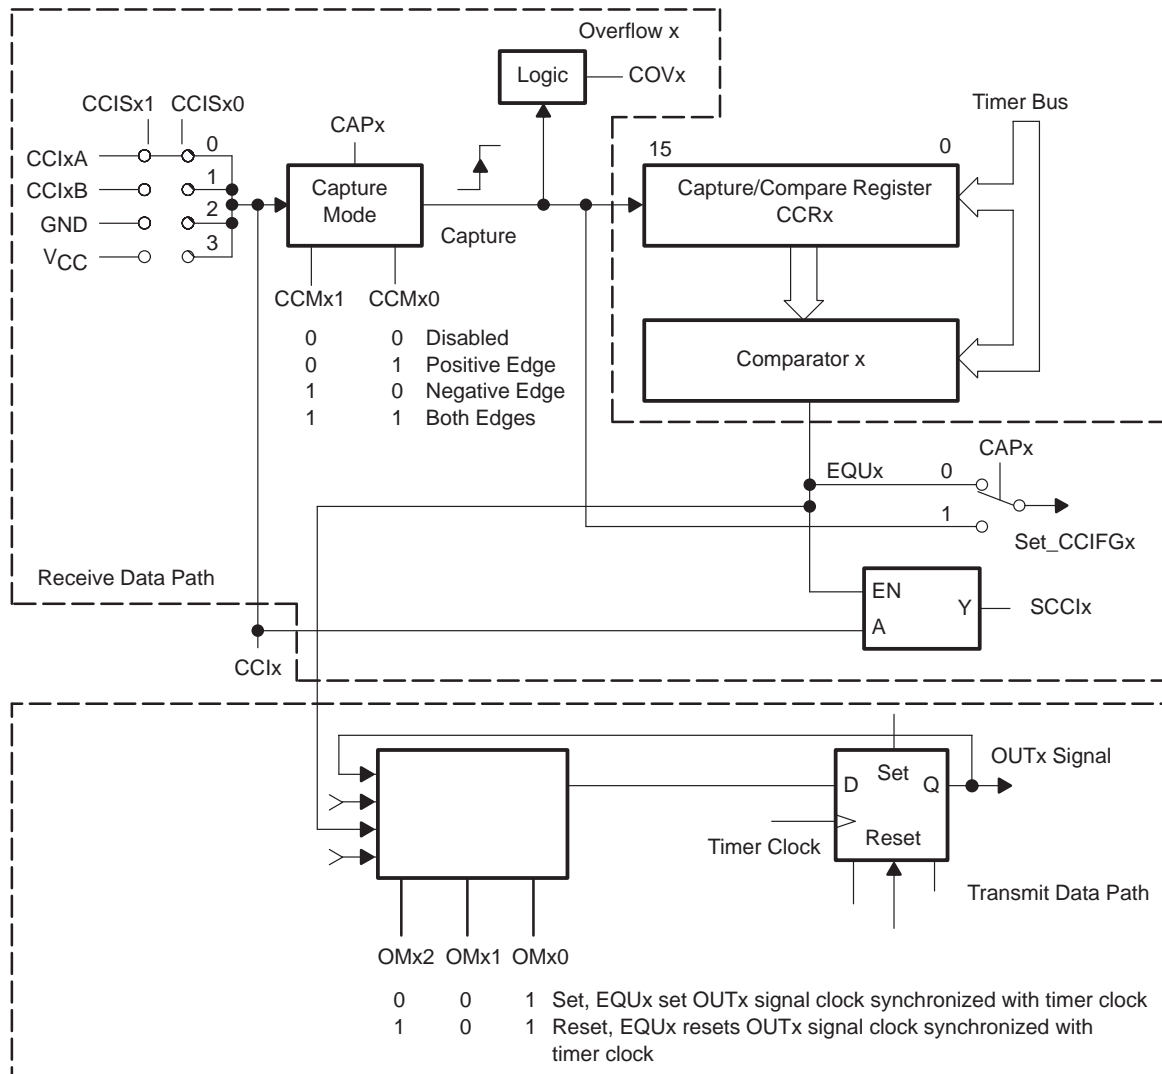 Overflow x
Logic
COVx
CCISx1 CCISx0
Timer Bus
CAPx
0
CCIxA
1
CCIxB
2
GND
3
VCC
Capture
Mode
Capture
15
0
Capture/Compare Register
CCRx
CCMx1 CCMx0
0 0 Disabled
0 1 Positive Edge
1 0 Negative Edge
1 1 Both Edges
Comparator x
CAPx
EQUx
0
1
Set_CCIFGx
Receive Data Path
EN
Y
SCCIx
A
CCIx
OUTx Signal
D
Set
Q
Timer Clock
Reset
Transmit Data Path
OMx2 OMx1 OMx0
0 0 1 Set, EQUx set OUTx signal clock synchronized with timer clock
1 0 1 Reset, EQUx resets OUTx signal clock synchronized with
timer clock